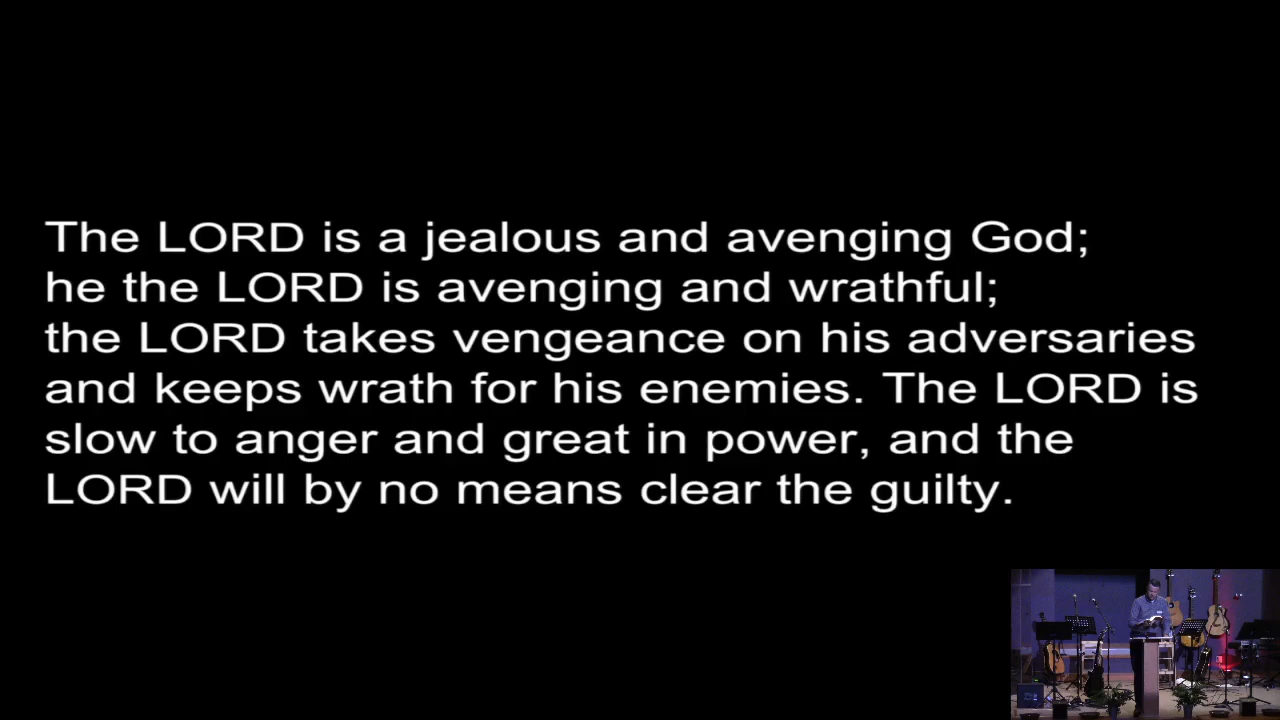 The LORD is a jealous and avenging God;
he the LORD is avenging and wrathful;
the LORD takes vengeance on his adversaries
and keeps wrath for his enemies. The LORD is
slow to anger and great in power, and the
LORD will by no means clear the guilty.